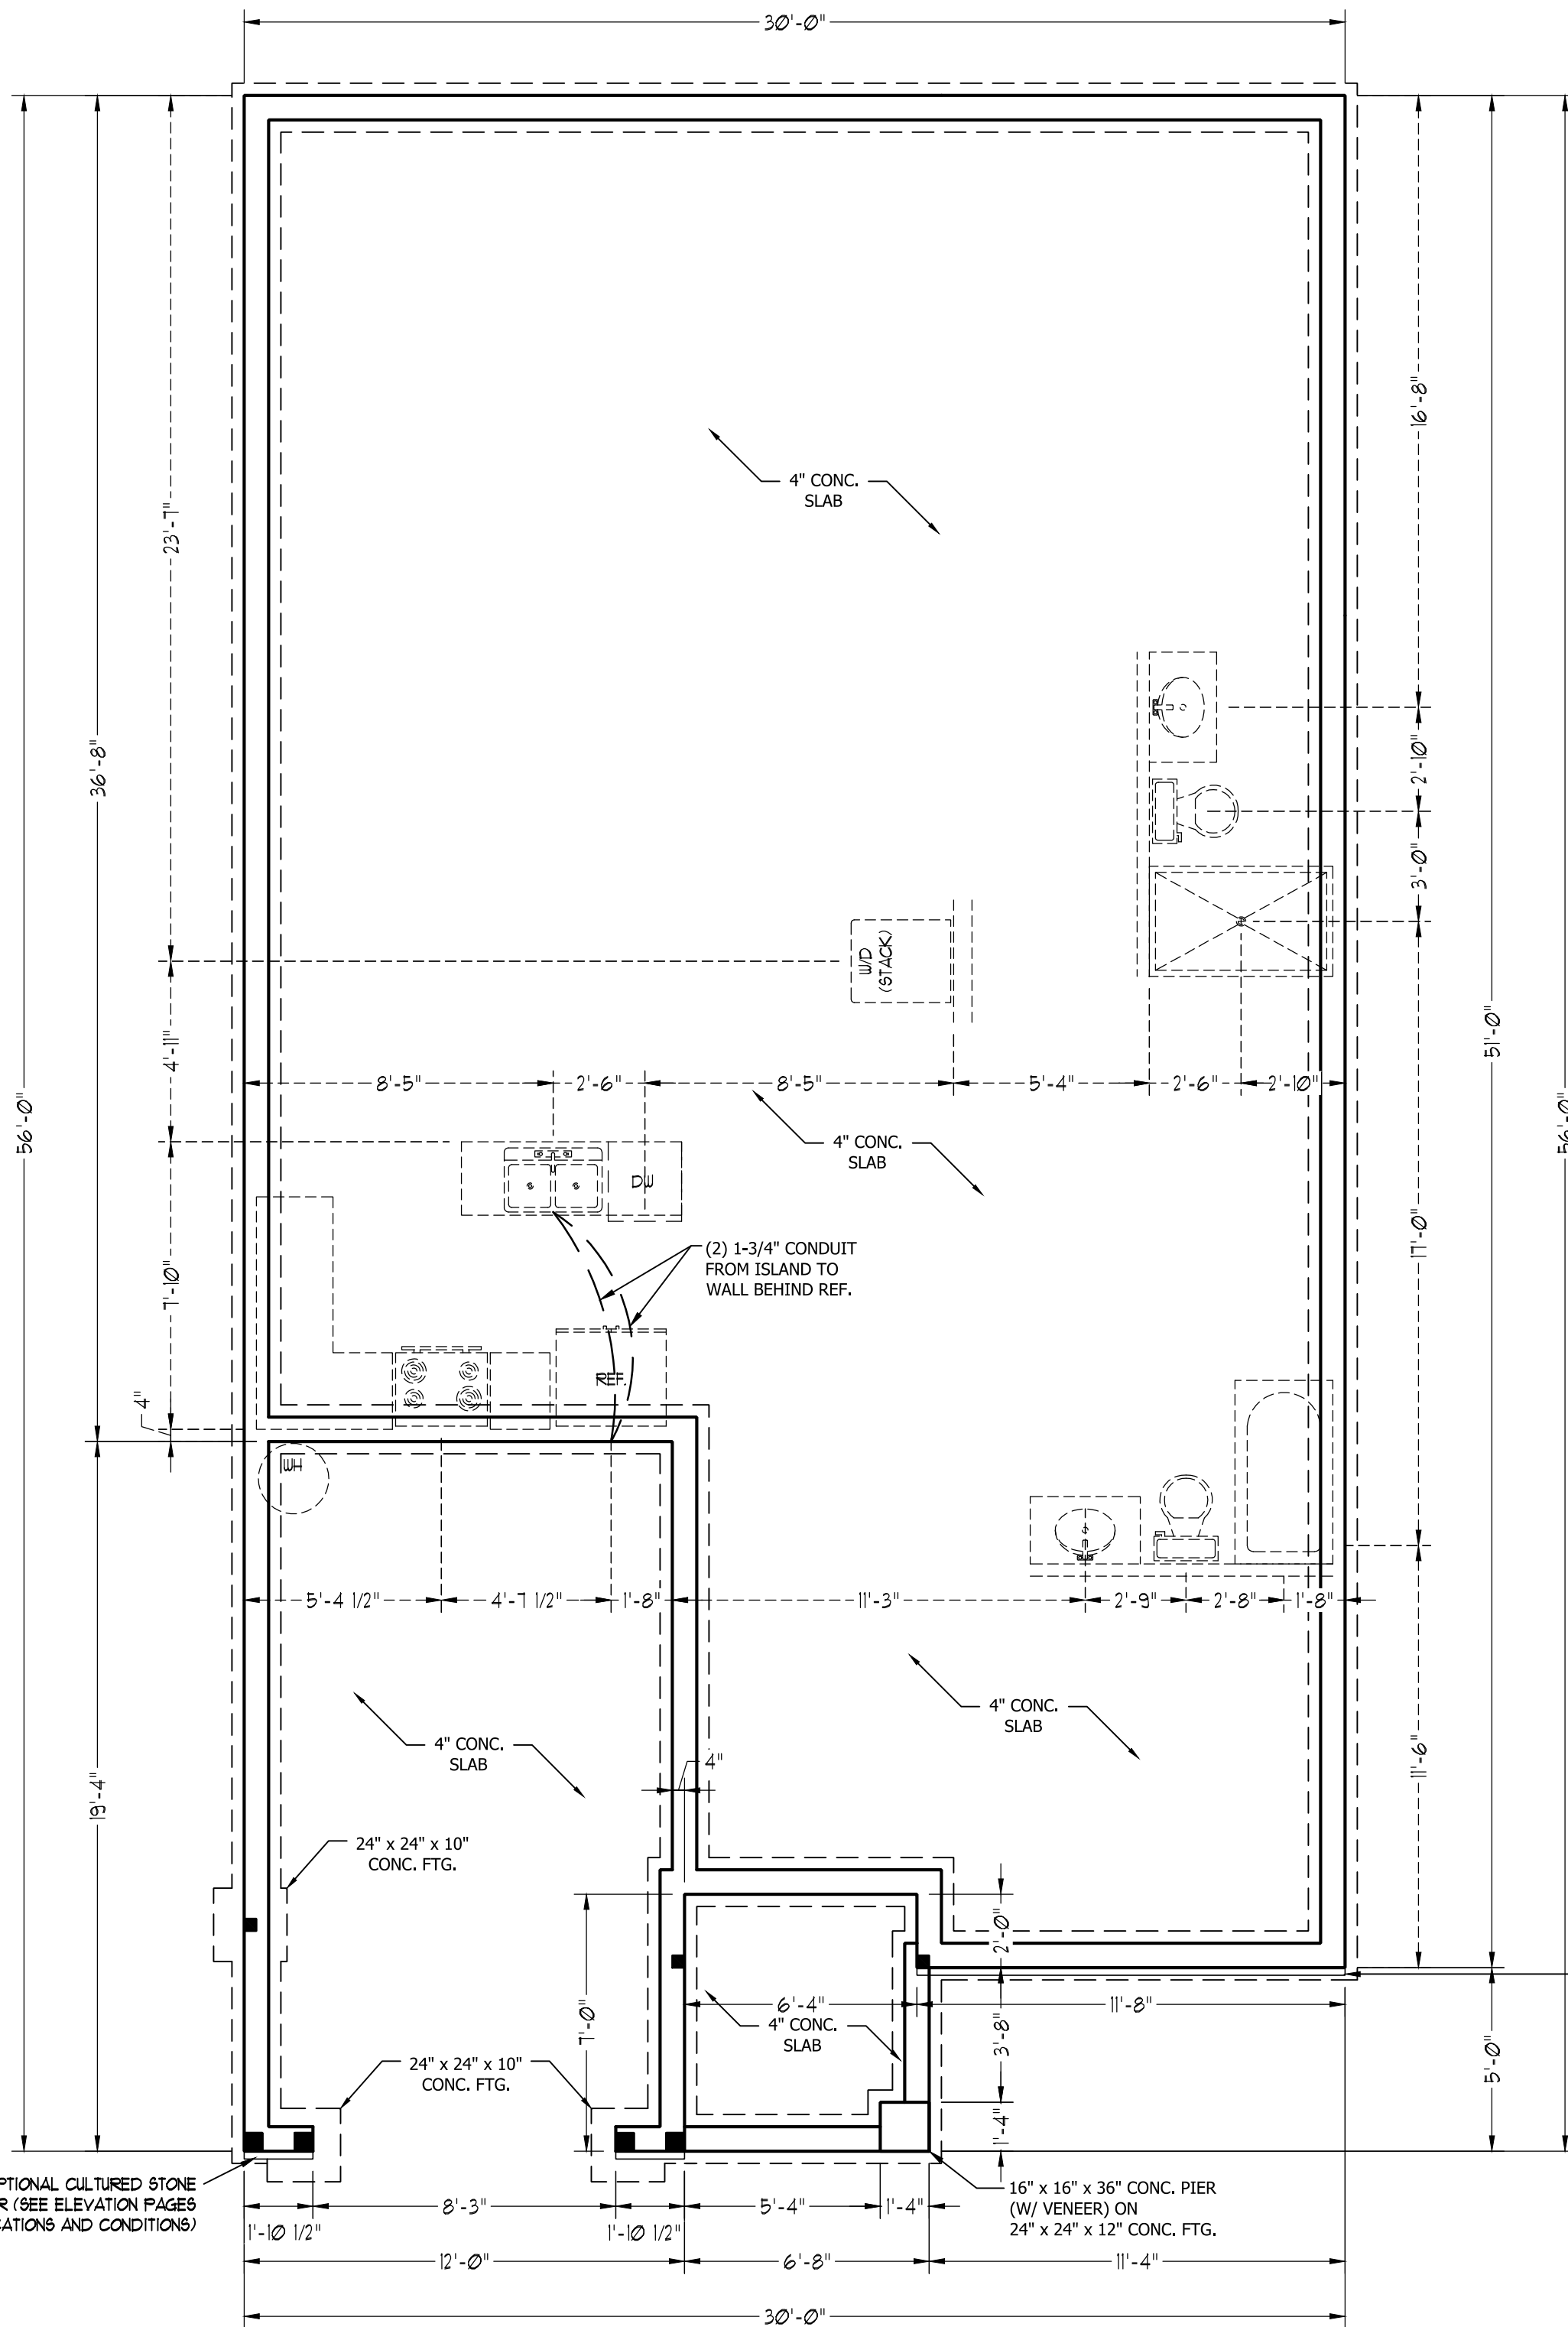 30'-0"
23'-7"
36'-8"
56'-0"
4'-11"
7'-10"
4"
19'-4"
16'-8"
2'-10"
3'-0"
17'-0"
11'-6"
51'-0"
56'-0"
5'-0"
4" CONC.
SLAB
W/D
(STACK)
8'-5"
2'-6"
8'-5"
5'-4"
2'-6"
2'-10"
4" CONC.
SLAB
DW
(2) 1-3/4" CONDUIT
FROM ISLAND TO
WALL BEHIND REF.
REF.
WH
5'-4 1/2"
4'-7 1/2"
1'-8"
11'-3"
2'-9"
2'-8"
1'-8"
4" CONC.
SLAB
4" CONC.
SLAB
4"
24" x 24" x 10"
CONC. FTG.
2'-0"
7'-0"
6'-4"
11'-8"
4" CONC.
SLAB
3'-8"
24" x 24" x 10"
CONC. FTG.
1'-4"
PTIONAL CULTURED STONE
R (SEE ELEVATION PAGES
ATIONS AND CONDITIONS)
16" x 16" x 36" CONC. PIER
(W/ VENEER) ON
24" x 24" x 12" CONC. FTG.
8'-3"
5'-4"
1'-4"
1'-10 1/2"
1'-10 1/2"
12'-0"
6'-8"
11'-4"
30'-0"